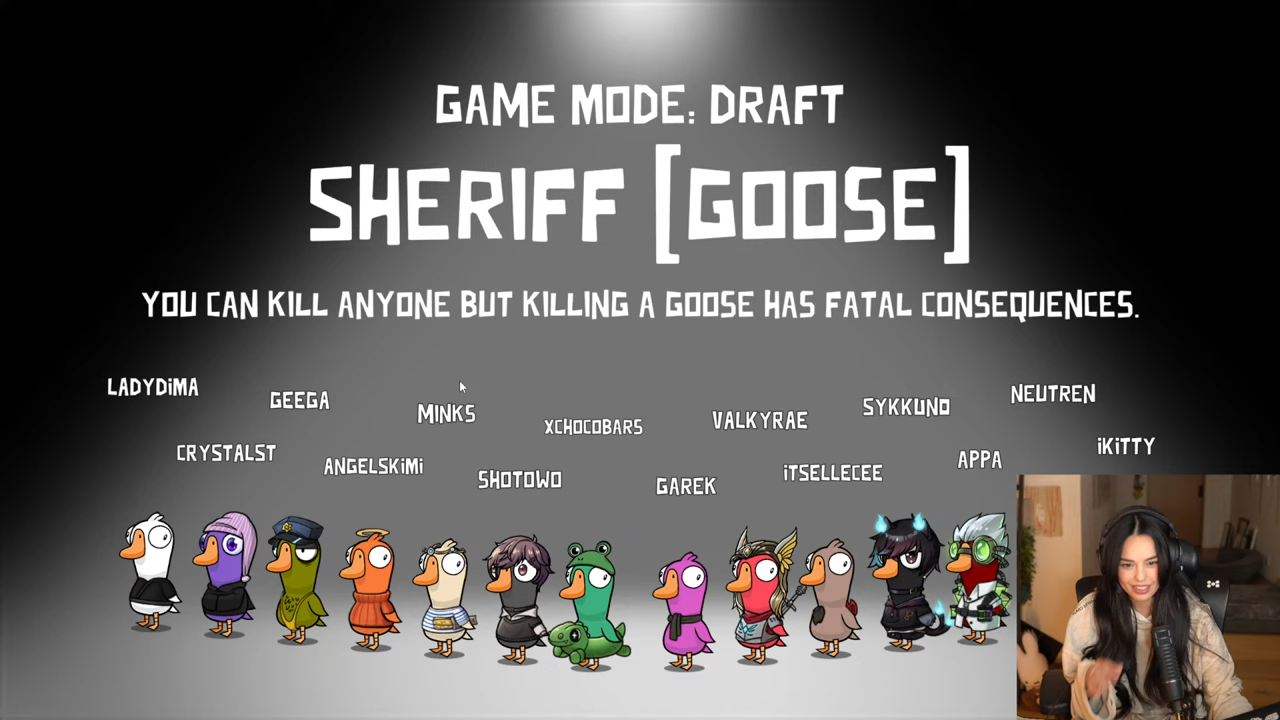 GAME MODE: DRAFT
SHERIFF [GOOSE]
YOU CAN KILL ANYONE BUT KILLING A GOOSE HAS FATAL CONSEQUENCES.
LADYDiMA
GEEGA
MINKS
XCHOCOBARS
VALKYRAE
SYKKUNO
NEUTREN
CRYSTALST
ANGELSKiMi
SHOTOWO
GAREK
iTSELLECEE
APPA
iKiTTY